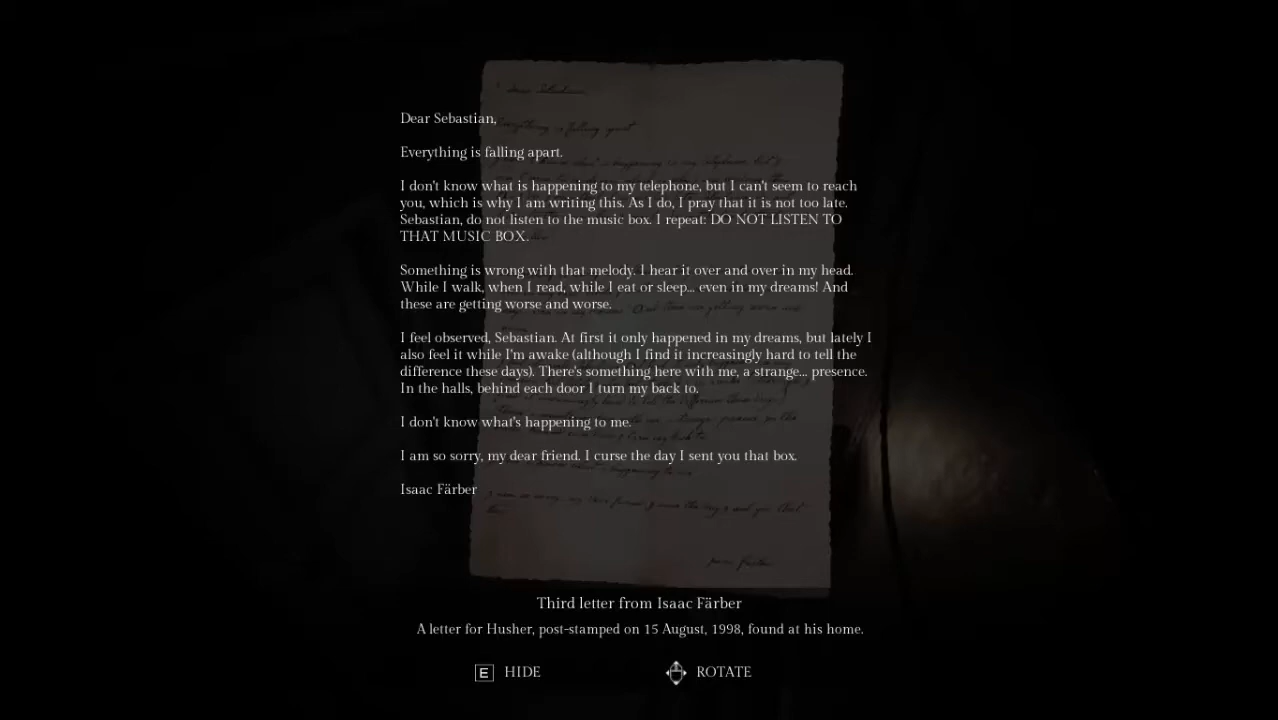 Dear Sebastian,
Everything is falling apart.
I don't know what is happening to my telephone, but I can't seem to reach
you, which is why I am writing this. As I do, I pray that it is not too late.
Sebastian, do not listen to the music box. I repeat: DO NOT LISTEN TO
THAT MUSIC BOX.
Something is wrong with that melody. I hear it over and over in my head.
While I walk, when I read, while I eat or sleep... even in my dreams! And
these are getting worse and worse.
I feel observed, Sebastian. At first it only happened in my dreams, but lately I
also feel it while I'm awake (although I find it increasingly hard to tell the
difference these days). There's something here with me, a strange... presence.
In the halls, behind each door I turn my back to.
I don't know what's happening to me.
I am so sorry, my dear friend. I curse the day I sent you that box.
Isaac Färber
Third letter from Isaac Färber
A letter for Husher, post-stamped on 15 August, 1998, found at his home.
E HIDE ROTATE